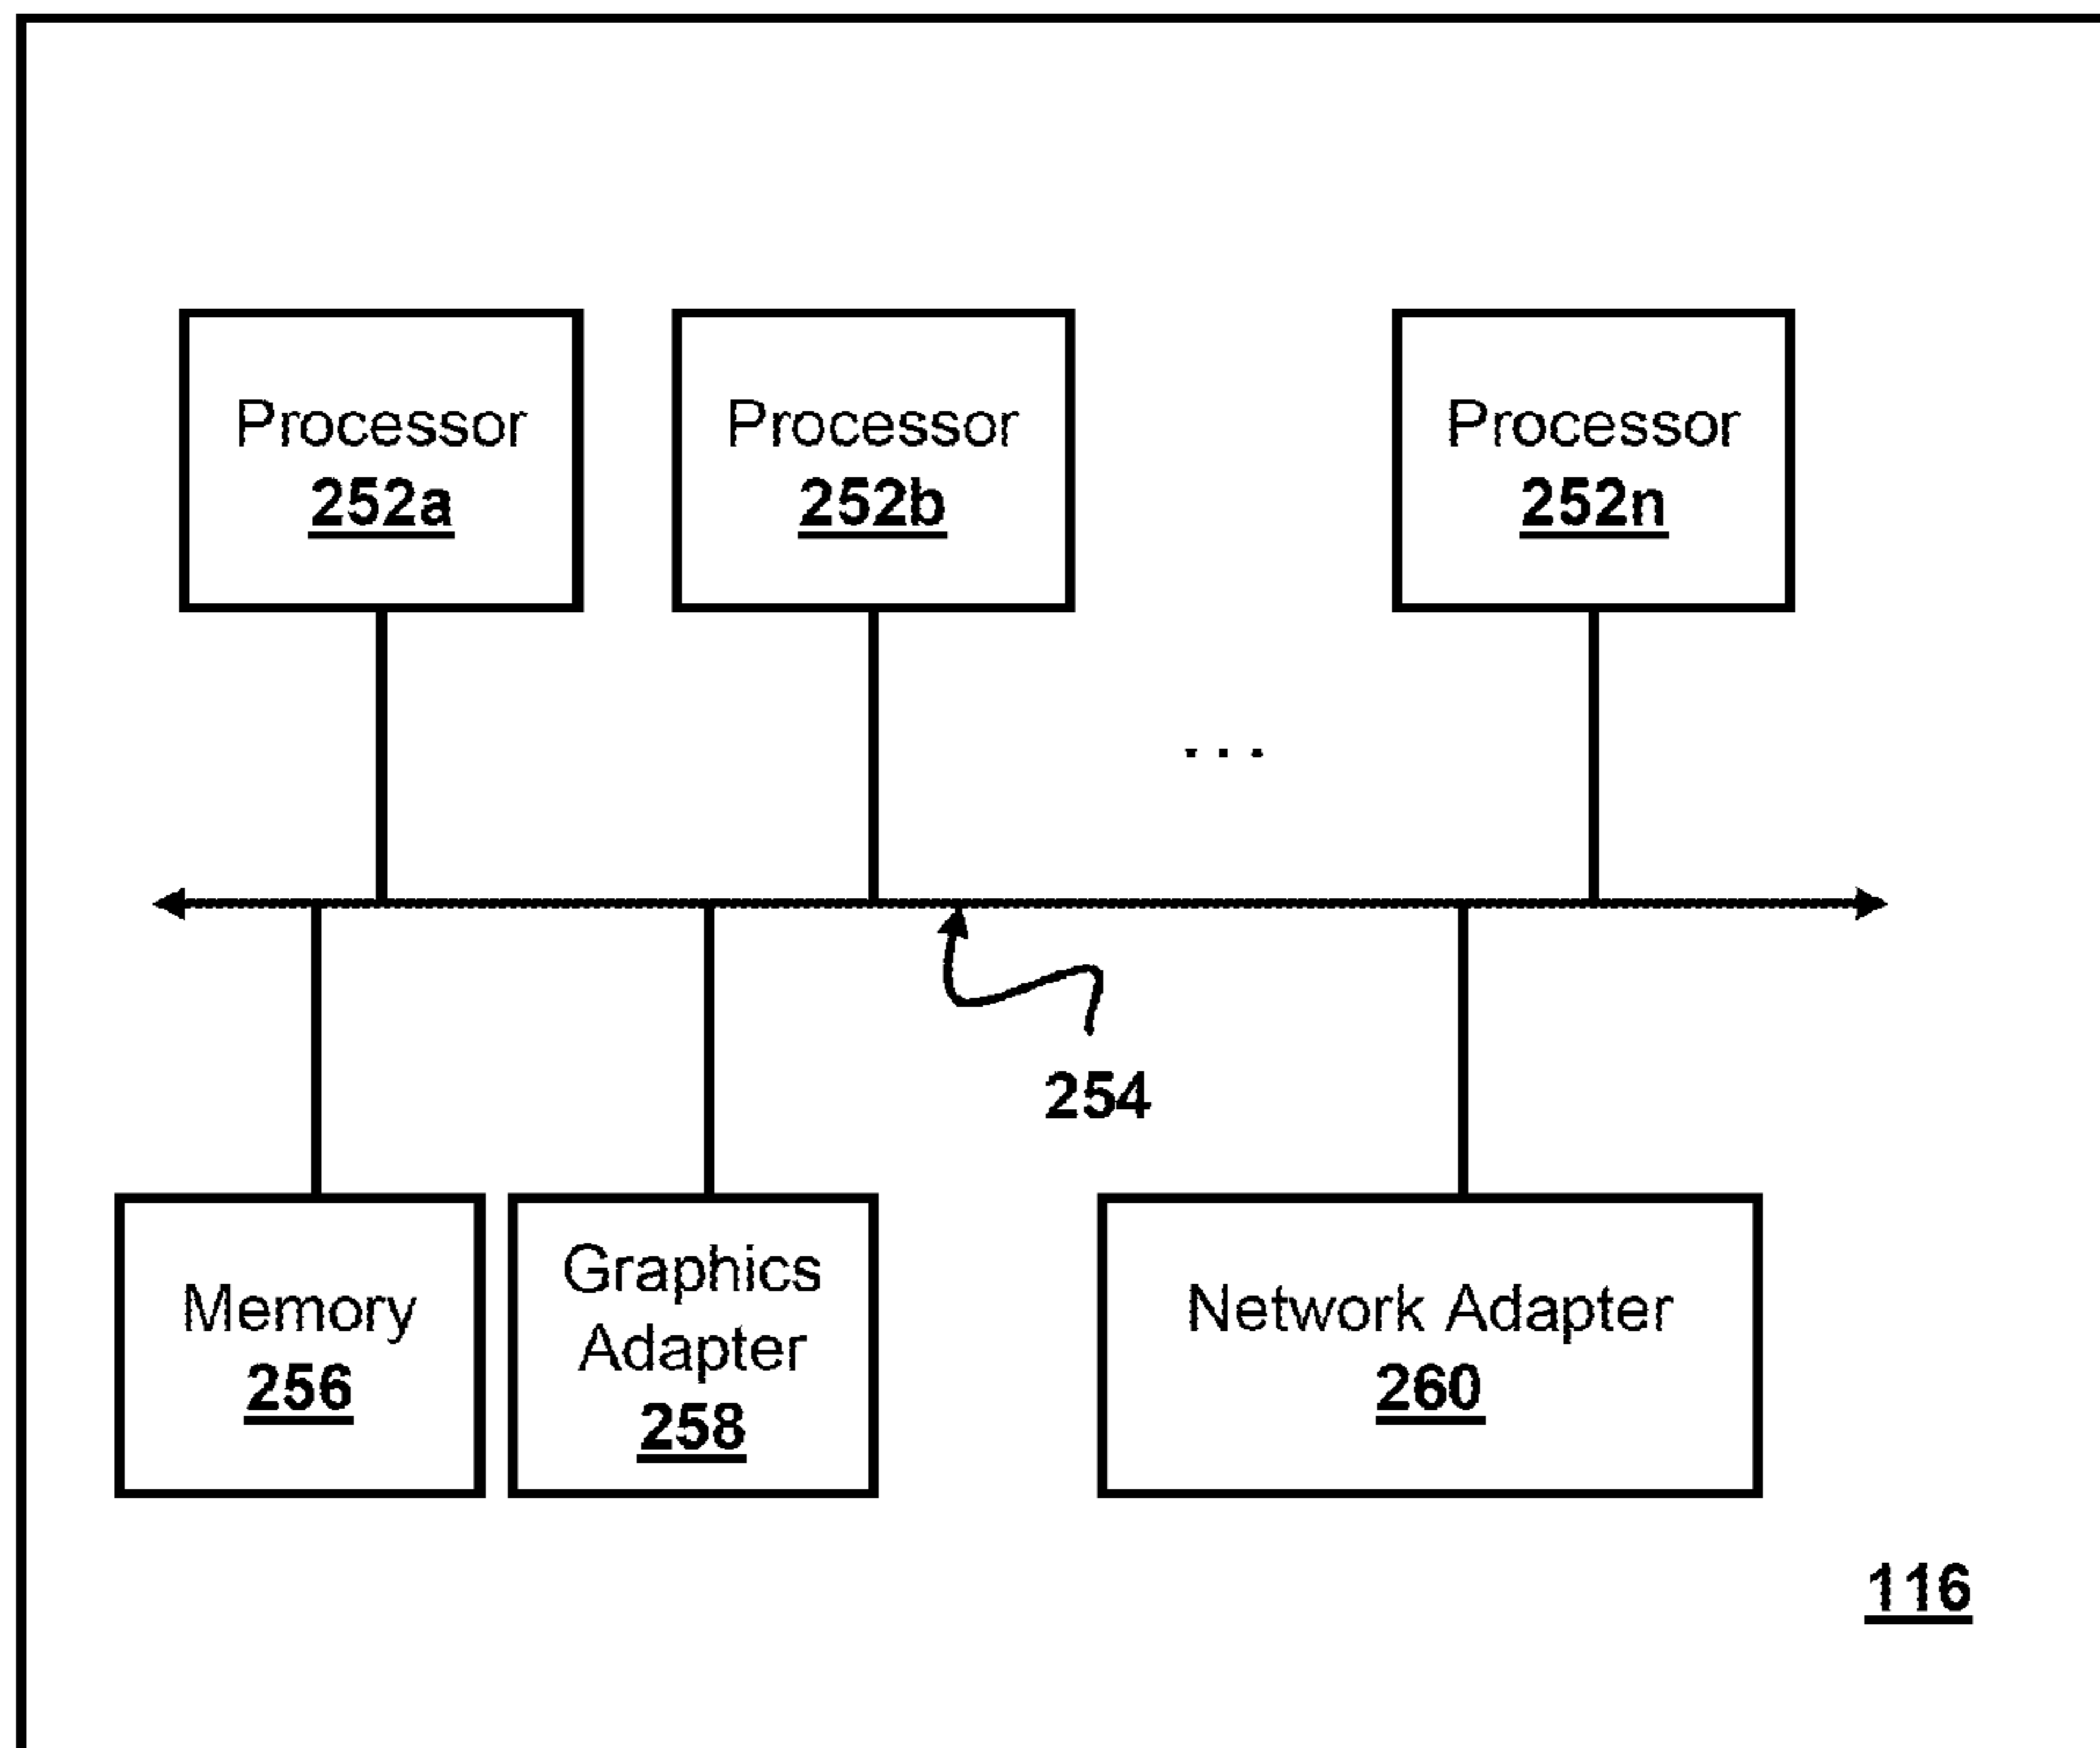 Processor
252a
Processor
252b
Processor
252n
...
254
Memory
256
Graphics
Adapter
258
Network Adapter
260
116